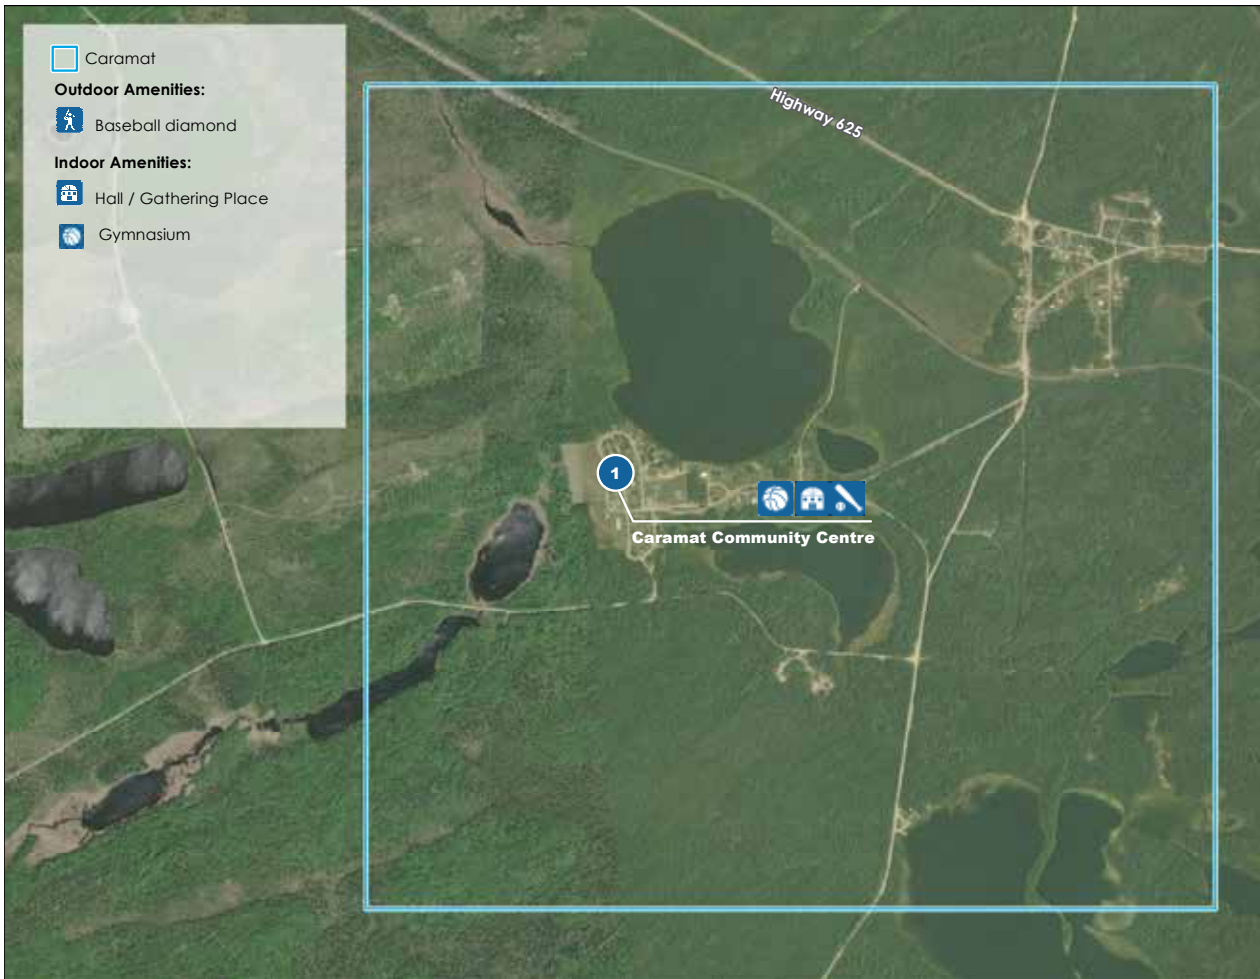 Caramat
Outdoor Amenities:
Baseball diamond
Indoor Amenities:
Hall / Gathering Place
Gymnasium
Highway 625
1
Caramat Community Centre